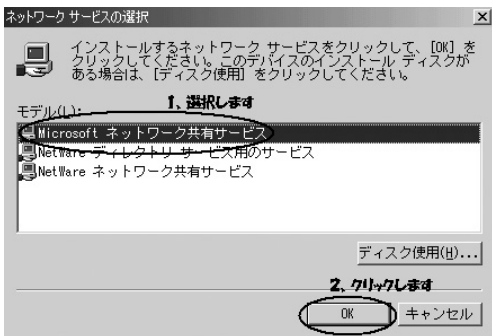 ネットワーク サービスの選択
インストールするネットワーク サービスをクリックして、[OK] を
クリックしてください。このデバイスのインストール ディスクが
ある場合は、[ディスク使用] をクリックしてください。
1、選択します
モデル(L):
Microsoft ネットワーク共有サービス
NetWare ディレクトリ サービス用のサービス
NetWare ネットワーク共有サービス
ディスク使用(H)...
2、クリックします
OK キャンセル